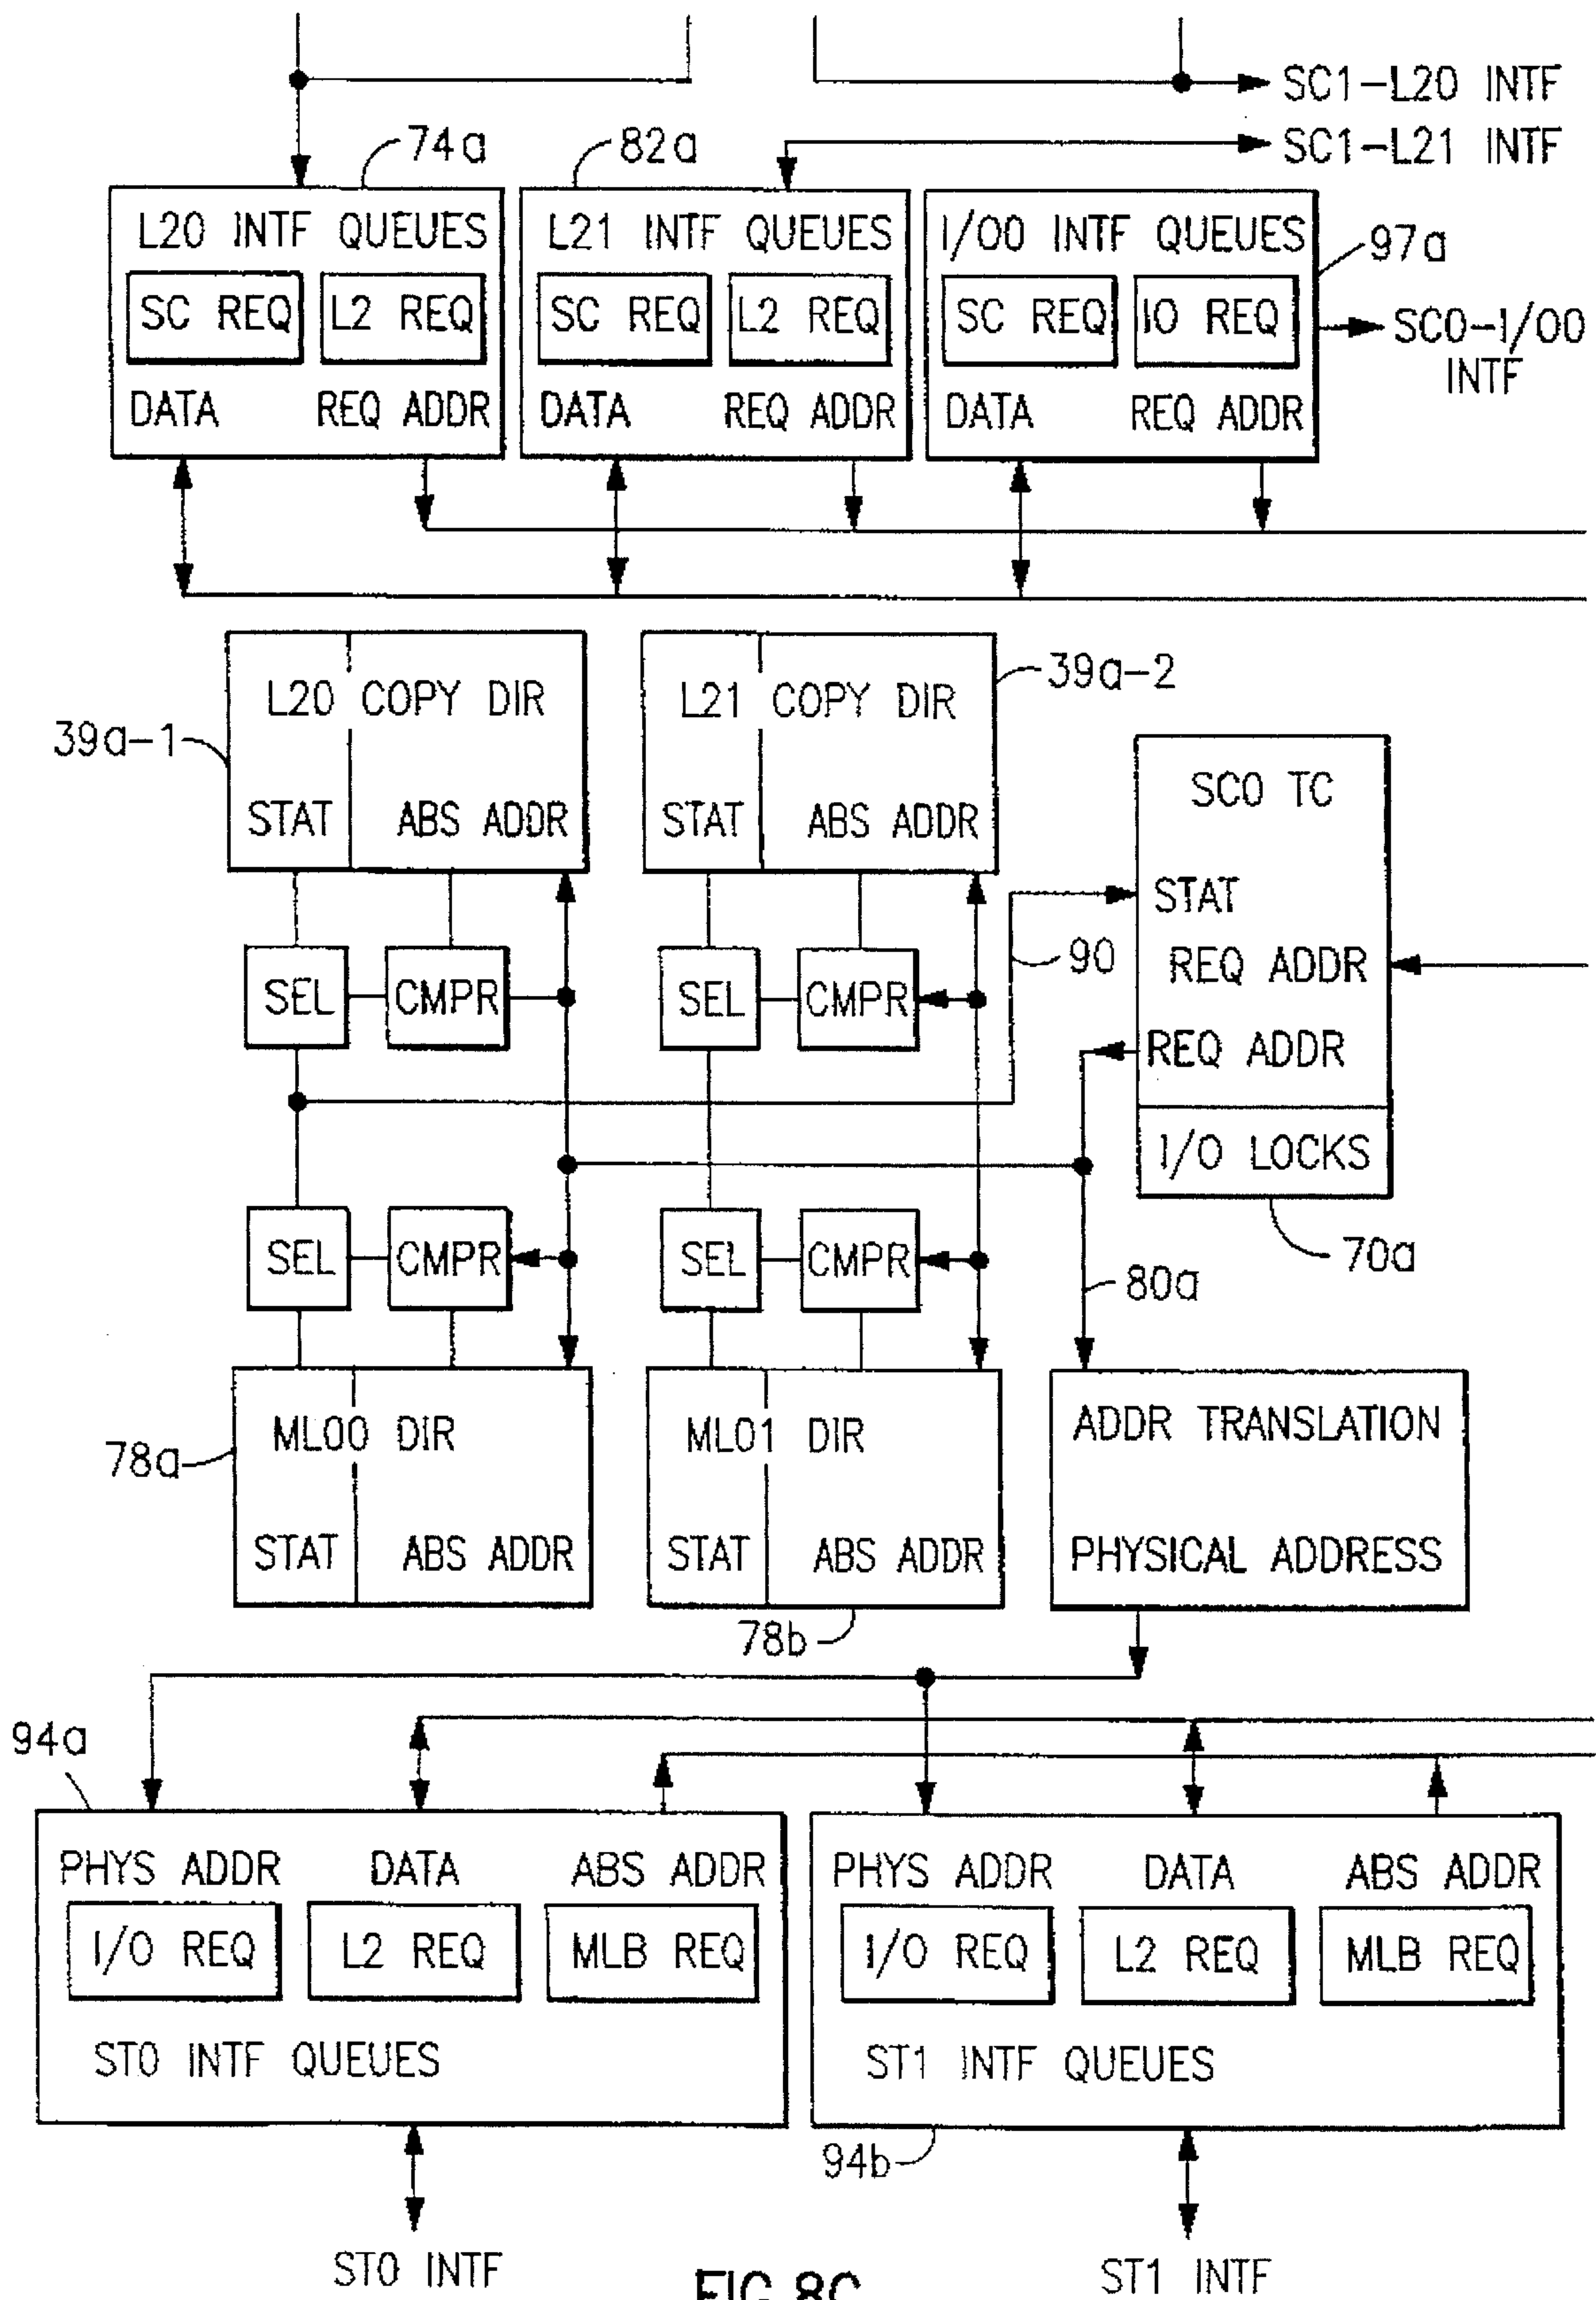 SC1-L20 INTF
SC1-L21 INTF
74a
82a
L20 INTF QUEUES
SC REQ
L2 REQ
DATA
REQ ADDR
L21 INTF QUEUES
SC REQ
L2 REQ
DATA
REQ ADDR
I/O0 INTF QUEUES
SC REQ
IO REQ
DATA
REQ ADDR
97a
SC0-I/O0
INTF
L20 COPY DIR
STAT
ABS ADDR
39a-1
L21 COPY DIR
STAT
ABS ADDR
39a-2
SC0 TC
STAT
REQ ADDR
REQ ADDR
I/O LOCKS
70a
SEL
CMPR
SEL
CMPR
90
SEL
CMPR
SEL
CMPR
80a
ML00 DIR
STAT
ABS ADDR
78a
ML01 DIR
STAT
ABS ADDR
78b
ADDR TRANSLATION
PHYSICAL ADDRESS
94a
PHYS ADDR
DATA
ABS ADDR
I/O REQ
L2 REQ
MLB REQ
ST0 INTF QUEUES
PHYS ADDR
DATA
ABS ADDR
I/O REQ
L2 REQ
MLB REQ
ST1 INTF QUEUES
94b
ST0 INTF
ST1 INTF
FIG.8C